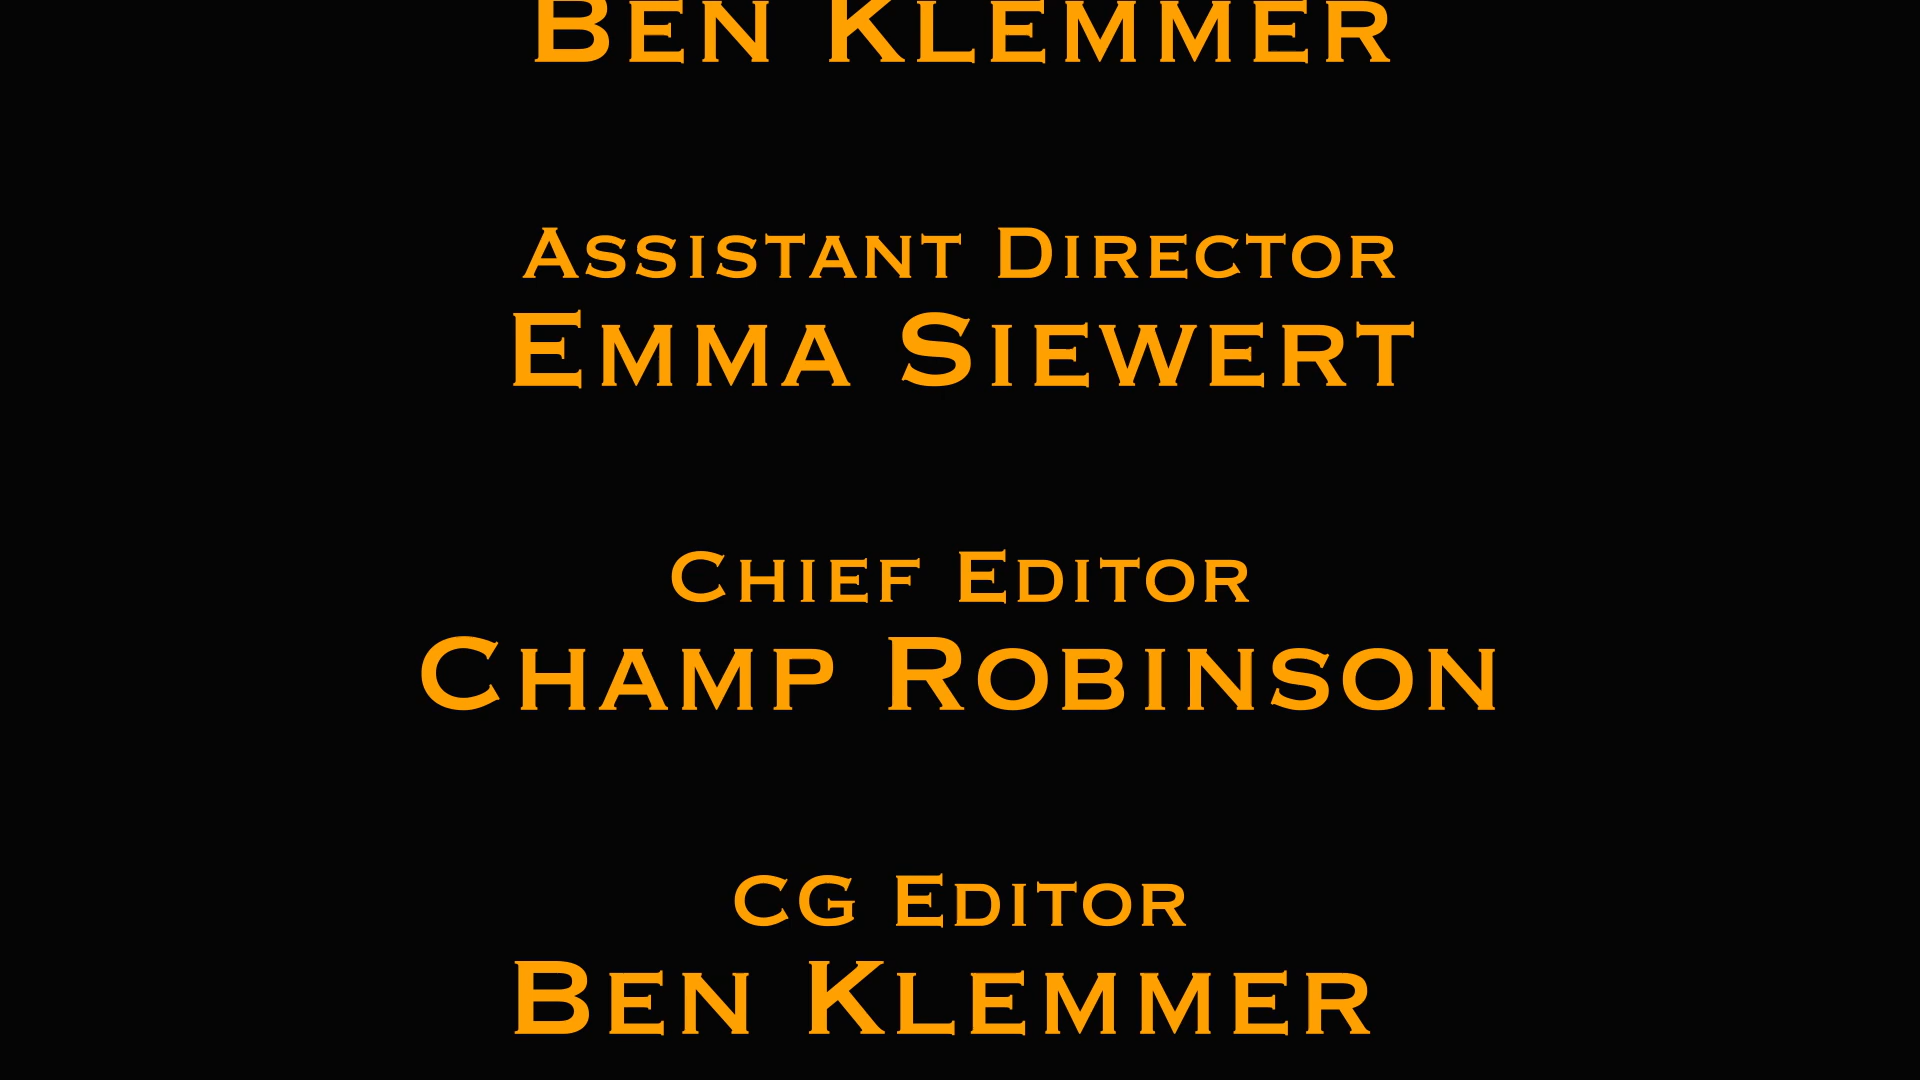 Ben Klemmer
Assistant Director
Emma Siewert
Chief Editor
Champ Robinson
CG Editor
Ben Klemmer